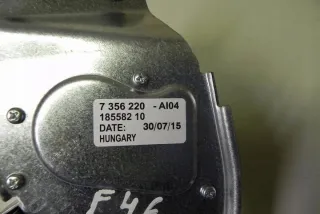 7 356 220 - AI04
185582 10
DATE: 30/07/15
HUNGARY
F46